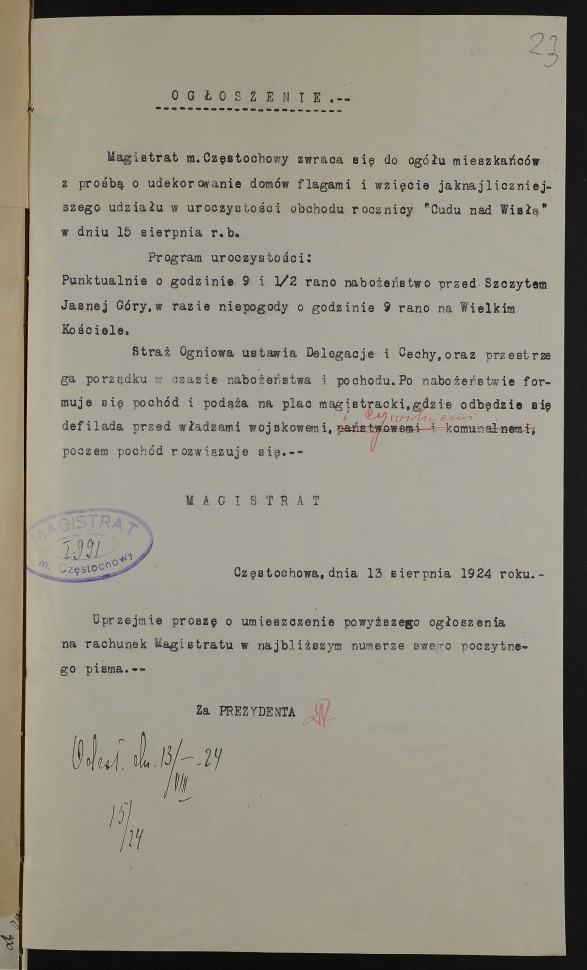 23
OGŁOSZENIE.--
Magistrat m.Częstochowy zwraca się do ogółu mieszkańców
z prośbą o udekorowanie domów flagami i wzięcie jaknajliczniej-
szego udziału w uroczystości obchodu rocznicy "Cudu nad Wisłą"
w dniu 15 sierpnia r.b.
Program uroczystości:
Punktualnie o godzinie 9 i 1/2 rano nabożeństwo przed Szczytem
Jasnej Góry,w razie niepogody o godzinie 9 rano na Wielkim
Kościele.
Straż Ogniowa ustawia Delegacje i Cechy,oraz przestrze
ga porządku w czasie nabożeństwa i pochodu.Po nabożeństwie for-
muje się pochód i podąża na plac magistracki,gdzie odbędzie się
i cywilnemi
defilada przed władzami wojskowemi,państwowemi i komunalnemi,
poczem pochód rozwiązuje się.--
MAGISTRAT
MAGISTRAT
1991
m. Częstochowy
Częstochowa,dnia 13 sierpnia 1924 roku.-
Uprzejmie proszę o umieszczenie powyższego ogłoszenia
na rachunek Magistratu w najbliższym numerze swego poczytne-
go pisma.--
Za PREZYDENTA
Odesł. dn. 13/VIII - 24
15/24